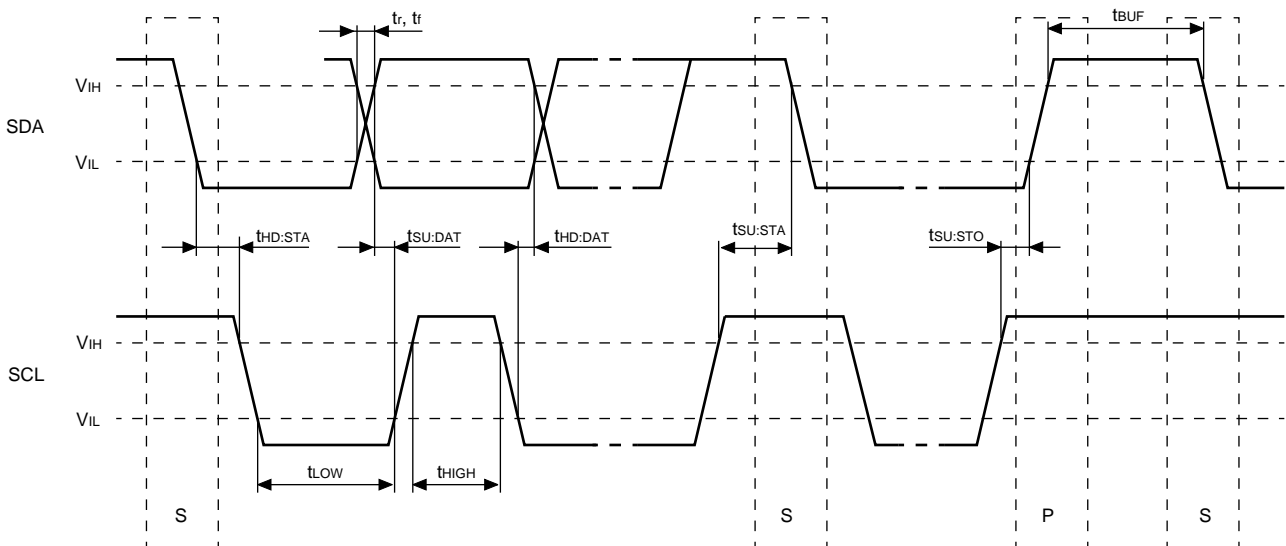 tr, tf
tBUF
VIH
SDA
VIL
tHD:STA
tSU:DAT
tHD:DAT
tSU:STA
tSU:STO
VIH
SCL
VIL
tLOW
tHIGH
S
S
P
S